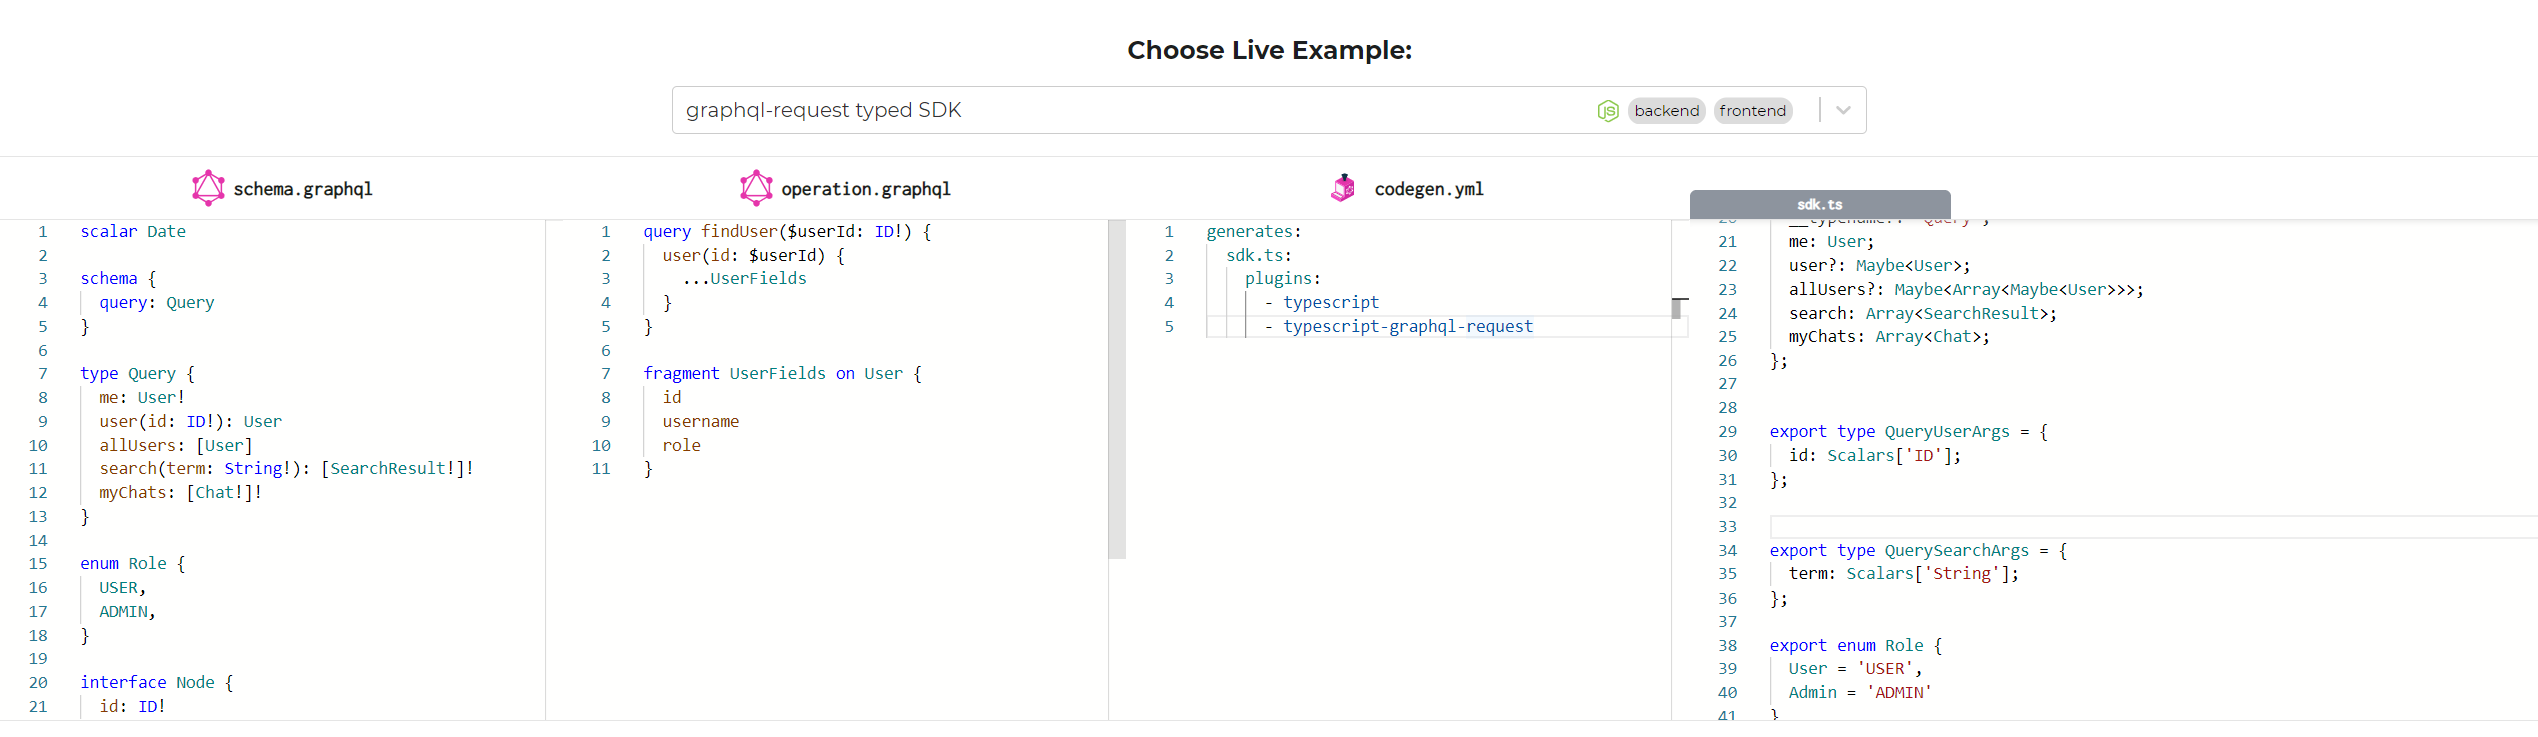 Choose Live Example:
graphql-request typed SDK
backend frontend
schema.graphql
1 scalar Date
2
3 schema {
4 query: Query
5 }
6
7 type Query {
8 me: User!
9 user(id: ID!): User
10 allUsers: [User]
11 search(term: String!): [SearchResult!]!
12 myChats: [Chat!]!
13 }
14
15 enum Role {
16 USER,
17 ADMIN,
18 }
19
20 interface Node {
21 id: ID!
operation.graphql
1 query findUser($userId: ID!) {
2 user(id: $userId) {
3 ...UserFields
4 }
5 }
6
7 fragment UserFields on User {
8 id
9 username
10 role
11 }
codegen.yml
1 generates:
2 sdk.ts:
3 plugins:
4 - typescript
5 - typescript-graphql-request
sdk.ts
20 __typename?: 'Query';
21 me: User;
22 user?: Maybe<User>;
23 allUsers?: Maybe<Array<Maybe<User>>>;
24 search: Array<SearchResult>;
25 myChats: Array<Chat>;
26 };
27
28
29 export type QueryUserArgs = {
30 id: Scalars['ID'];
31 };
32
33
34 export type QuerySearchArgs = {
35 term: Scalars['String'];
36 };
37
38 export enum Role {
39 User = 'USER',
40 Admin = 'ADMIN'
41 }